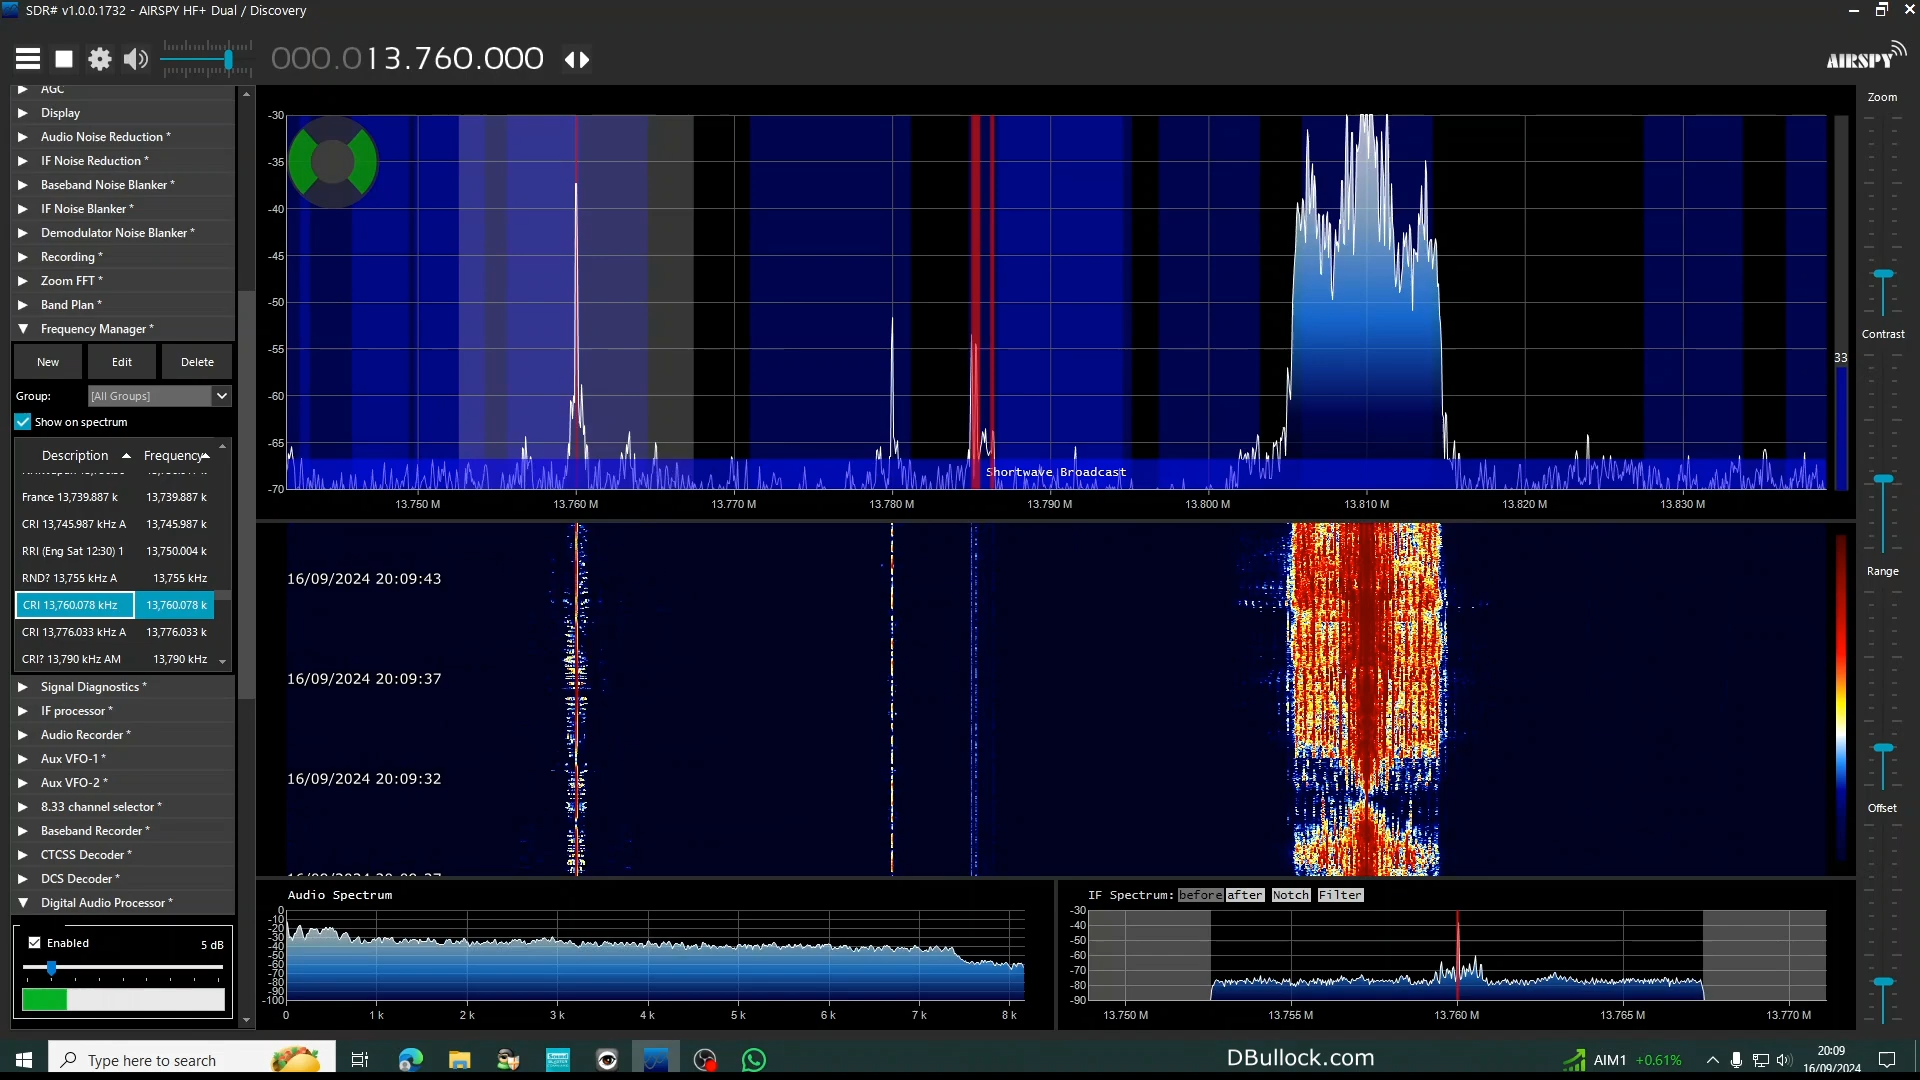 SDR# v1.0.0.1732 - AIRSPY HF+ Dual / Discovery
000.013.760.000
AIRSPY
AGC
Display
Audio Noise Reduction *
IF Noise Reduction *
Baseband Noise Blanker *
IF Noise Blanker *
Demodulator Noise Blanker *
Recording *
Zoom FFT *
Band Plan *
Frequency Manager *
New Edit Delete
Group: [All Groups]
Show on spectrum
Description Frequency
France 13,739.887 k 13,739.887 k
CRI 13,745.987 kHz A 13,745.987 k
RRI (Eng Sat 12:30) 1 13,750.004 k
RND? 13,755 kHz A 13,755 kHz
CRI 13,760.078 kHz 13,760.078 k
CRI 13,776.033 kHz A 13,776.033 k
CRI? 13,790 kHz AM 13,790 kHz
Signal Diagnostics *
IF processor *
Audio Recorder *
Aux VFO-1 *
Aux VFO-2 *
8.33 channel selector *
Baseband Recorder *
CTCSS Decoder *
DCS Decoder *
Digital Audio Processor *
Enabled 5 dB
-30
-35
-40
-45
-50
-55
-60
-65
-70
Shortwave Broadcast
13.750 M 13.760 M 13.770 M 13.780 M 13.790 M 13.800 M 13.810 M 13.820 M 13.830 M
33
Zoom
Contrast
Range
Offset
16/09/2024 20:09:43
16/09/2024 20:09:37
16/09/2024 20:09:32
Audio Spectrum
0
-10
-20
-30
-40
-50
-60
-70
-80
-100
0 1 k 2 k 3 k 4 k 5 k 6 k 7 k 8 k
IF Spectrum: before after Notch Filter
-30
-40
-50
-60
-70
-80
-90
13.750 M 13.755 M 13.760 M 13.765 M 13.770 M
Type here to search
DBullock.com
AIM1 +0.61%
20:09
16/09/2024